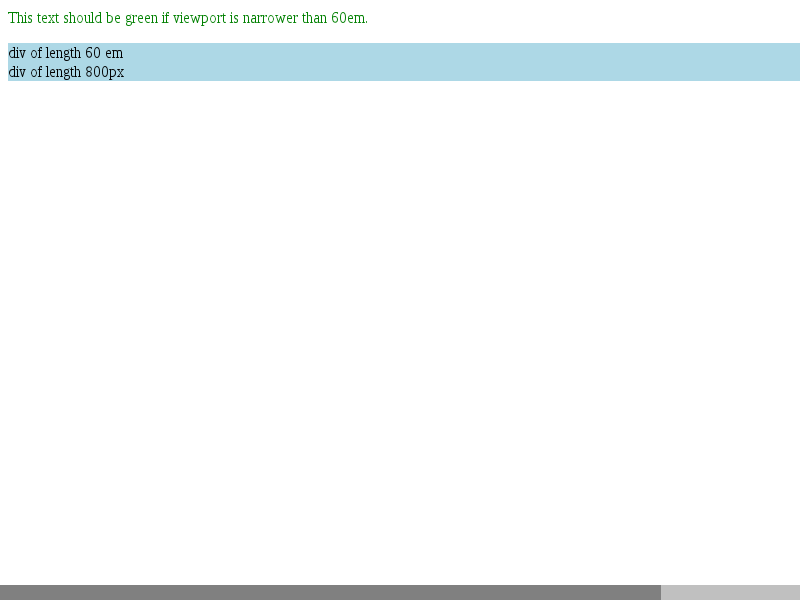 This text should be green if viewport is narrower than 60em.
div of length 60 em
div of length 800px